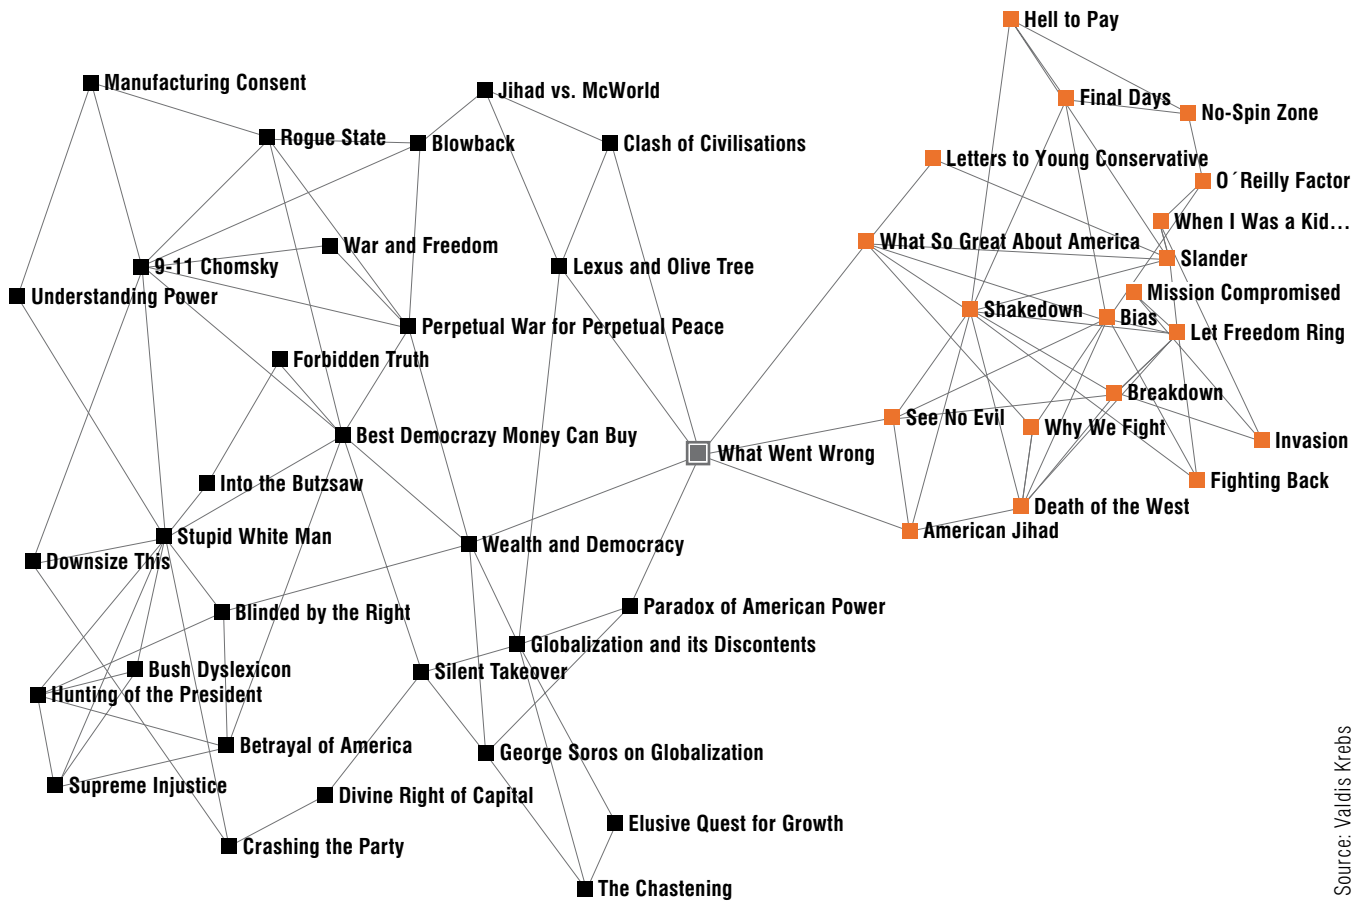 Hell to Pay
Manufacturing Consent
Jihad vs. McWorld
Final Days
No-Spin Zone
Rogue State
Blowback
Clash of Civilisations
Letters to Young Conservative
O´Reilly Factor
When I Was a Kid...
War and Freedom
What So Great About America
Slander
9-11 Chomsky
Lexus and Olive Tree
Understanding Power
Mission Compromised
Shakedown
Bias
Perpetual War for Perpetual Peace
Let Freedom Ring
Forbidden Truth
Breakdown
See No Evil
Why We Fight
Best Democrazy Money Can Buy
Invasion
What Went Wrong
Into the Butzsaw
Fighting Back
Death of the West
Stupid White Man
American Jihad
Wealth and Democracy
Downsize This
Blinded by the Right
Paradox of American Power
Globalization and its Discontents
Bush Dyslexicon
Silent Takeover
Hunting of the President
Betrayal of America
George Soros on Globalization
Supreme Injustice
Divine Right of Capital
Elusive Quest for Growth
Crashing the Party
The Chastening
Source: Valdis Krebs